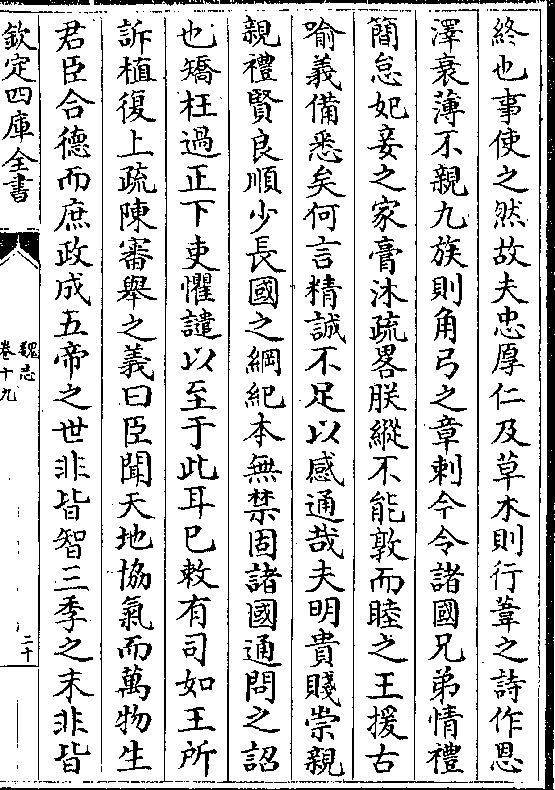 終也事使之然故夫忠厚仁及草木則行葦之詩作恩
澤衰薄不親九族則角弓之章刺今令諸國兄弟情禮
簡怠妃妾之家膏沐疏畧朕縱不能敦而睦之王援古
喻義備悉矣何言精誠不足以感通哉夫明貴賤崇親
親禮賢良順少長國之綱紀本無禁固諸國通問之詔
也矯枉過正下吏懼譴以至于此耳已敕有司如王所
訴植復上疏陳審舉之義曰臣聞天地協氣而萬物生
君臣合德而庶政成五帝之世非皆智三季之末非皆
欽定四庫全書
魏志
卷十九
二十